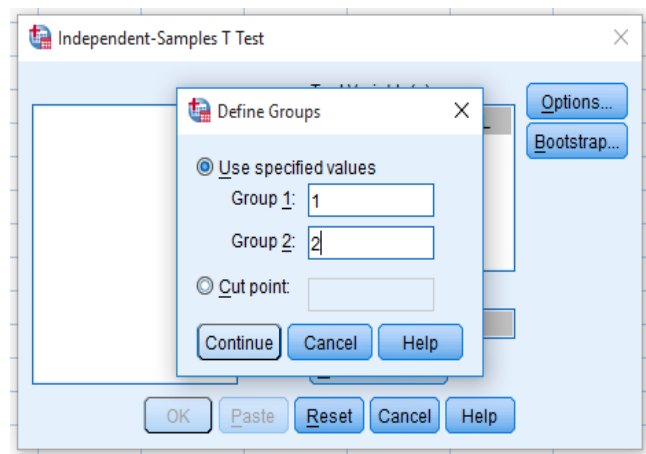 Independent-Samples T Test
Options...
Bootstrap...
Define Groups
Use specified values
Group 1: 1
Group 2: 2
Cut point:
Continue Cancel Help
OK Paste Reset Cancel Help